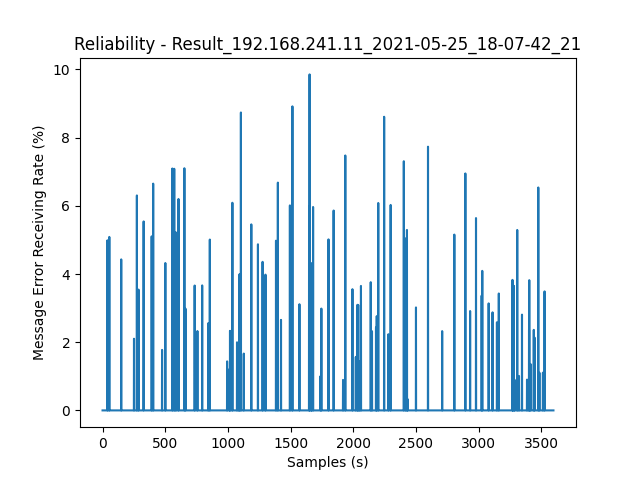 Reliability - Result_192.168.241.11_2021-05-25_18-07-42_21
Message Error Receiving Rate (%)
10
8
6
4
2
0
0 500 1000 1500 2000 2500 3000 3500
Samples (s)